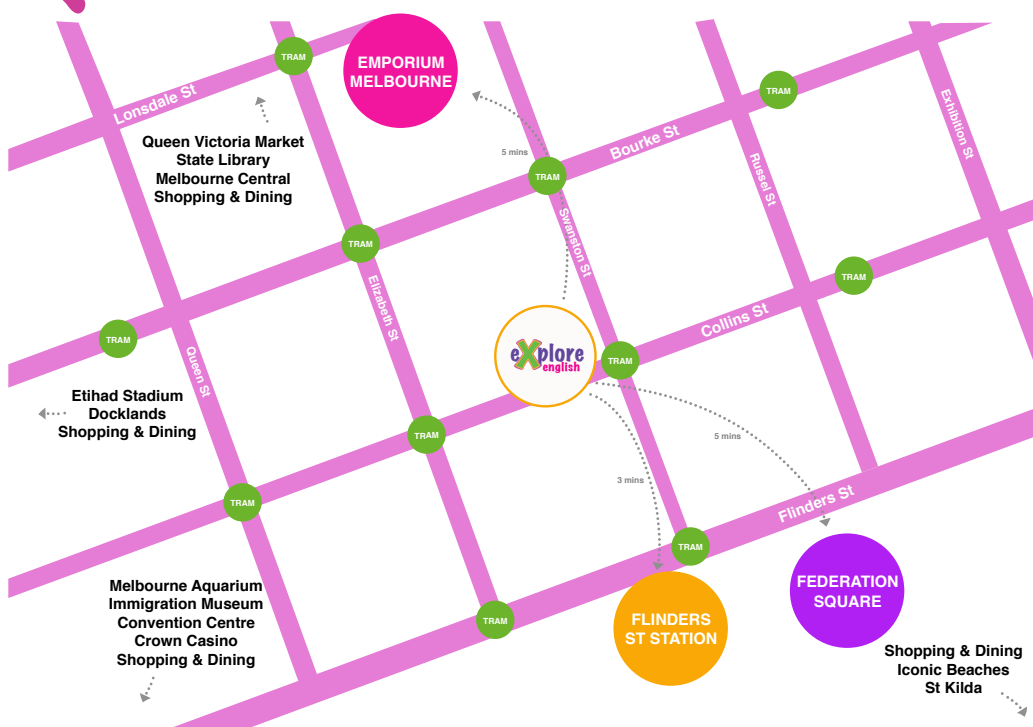 EMPORIUM
MELBOURNE
TRAM
TRAM
Lonsdale St
Exhibition St
Queen Victoria Market
State Library
Melbourne Central
Shopping & Dining
5 mins
Bourke St
TRAM
Russel St
Swanston St
TRAM
TRAM
Elizabeth St
Collins St
TRAM
Queen St
eXplore
english
TRAM
Etihad Stadium
Docklands
Shopping & Dining
TRAM
5 mins
3 mins
TRAM
Flinders St
TRAM
Melbourne Aquarium
Immigration Museum
Convention Centre
Crown Casino
Shopping & Dining
FEDERATION
SQUARE
TRAM
FLINDERS
ST STATION
Shopping & Dining
Iconic Beaches
St Kilda